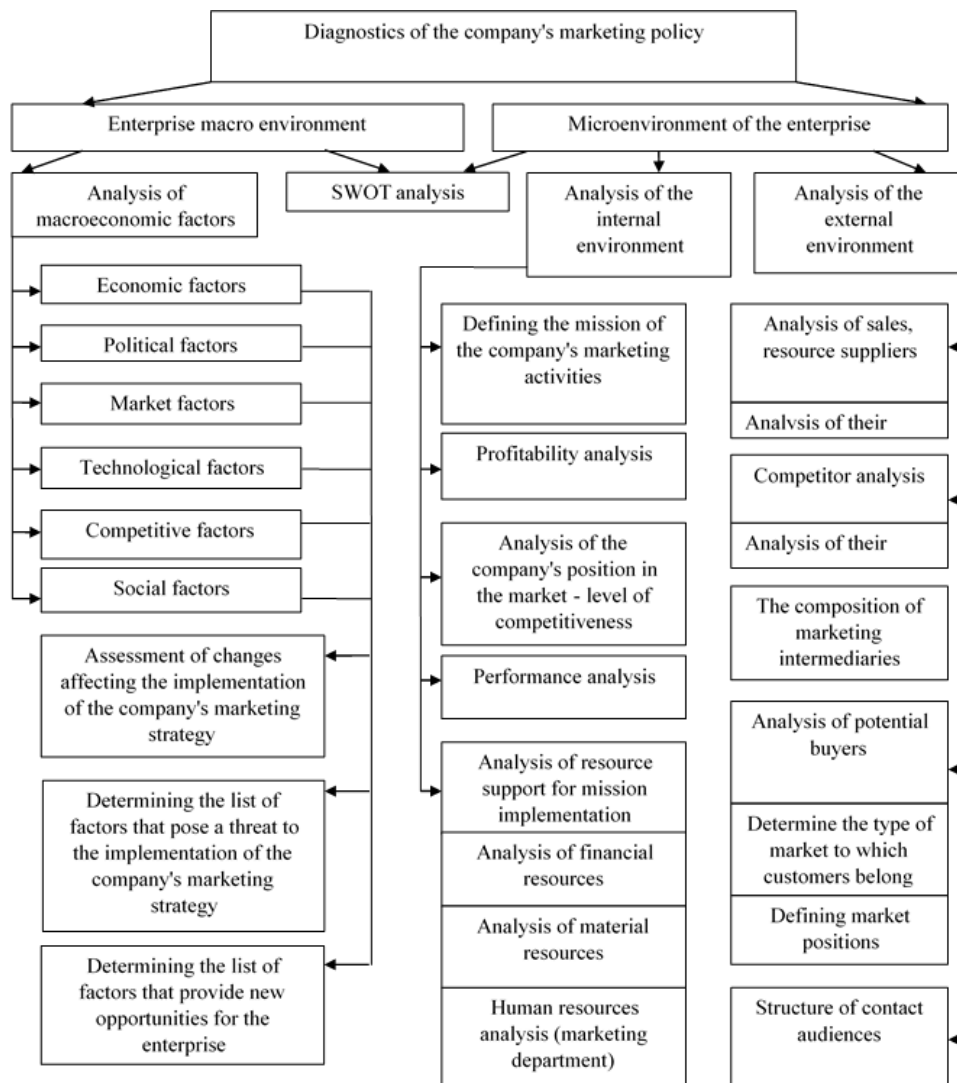 Diagnostics of the company's marketing policy
Enterprise macro environment
Microenvironment of the enterprise
Analysis of
macroeconomic factors
SWOT analysis
Analysis of the
internal
environment
Analysis of the
external
environment
Economic factors
Political factors
Market factors
Technological factors
Competitive factors
Social factors
Assessment of changes
affecting the implementation
of the company's marketing
strategy
Determining the list of
factors that pose a threat to
the implementation of the
company's marketing
strategy
Determining the list of
factors that provide new
opportunities for the
enterprise
Defining the mission of
the company's marketing
activities
Profitability analysis
Analysis of the
company's position in
the market - level of
competitiveness
Performance analysis
Analysis of resource
support for mission
implementation
Analysis of financial
resources
Analysis of material
resources
Human resources
analysis (marketing
department)
Analysis of sales,
resource suppliers
Analysis of their
Competitor analysis
Analysis of their
The composition of
marketing
intermediaries
Analysis of potential
buyers
Determine the type of
market to which
customers belong
Defining market
positions
Structure of contact
audiences